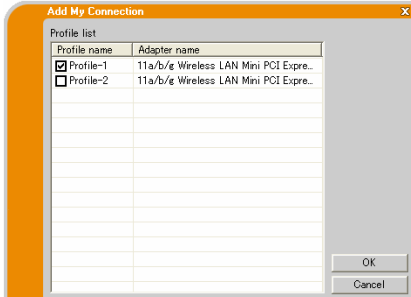 Add My Connection x
Profile list
Profile name Adapter name
Profile-1 11a/b/g Wireless LAN Mini PCI Expre...
Profile-2 11a/b/g Wireless LAN Mini PCI Expre...
OK
Cancel